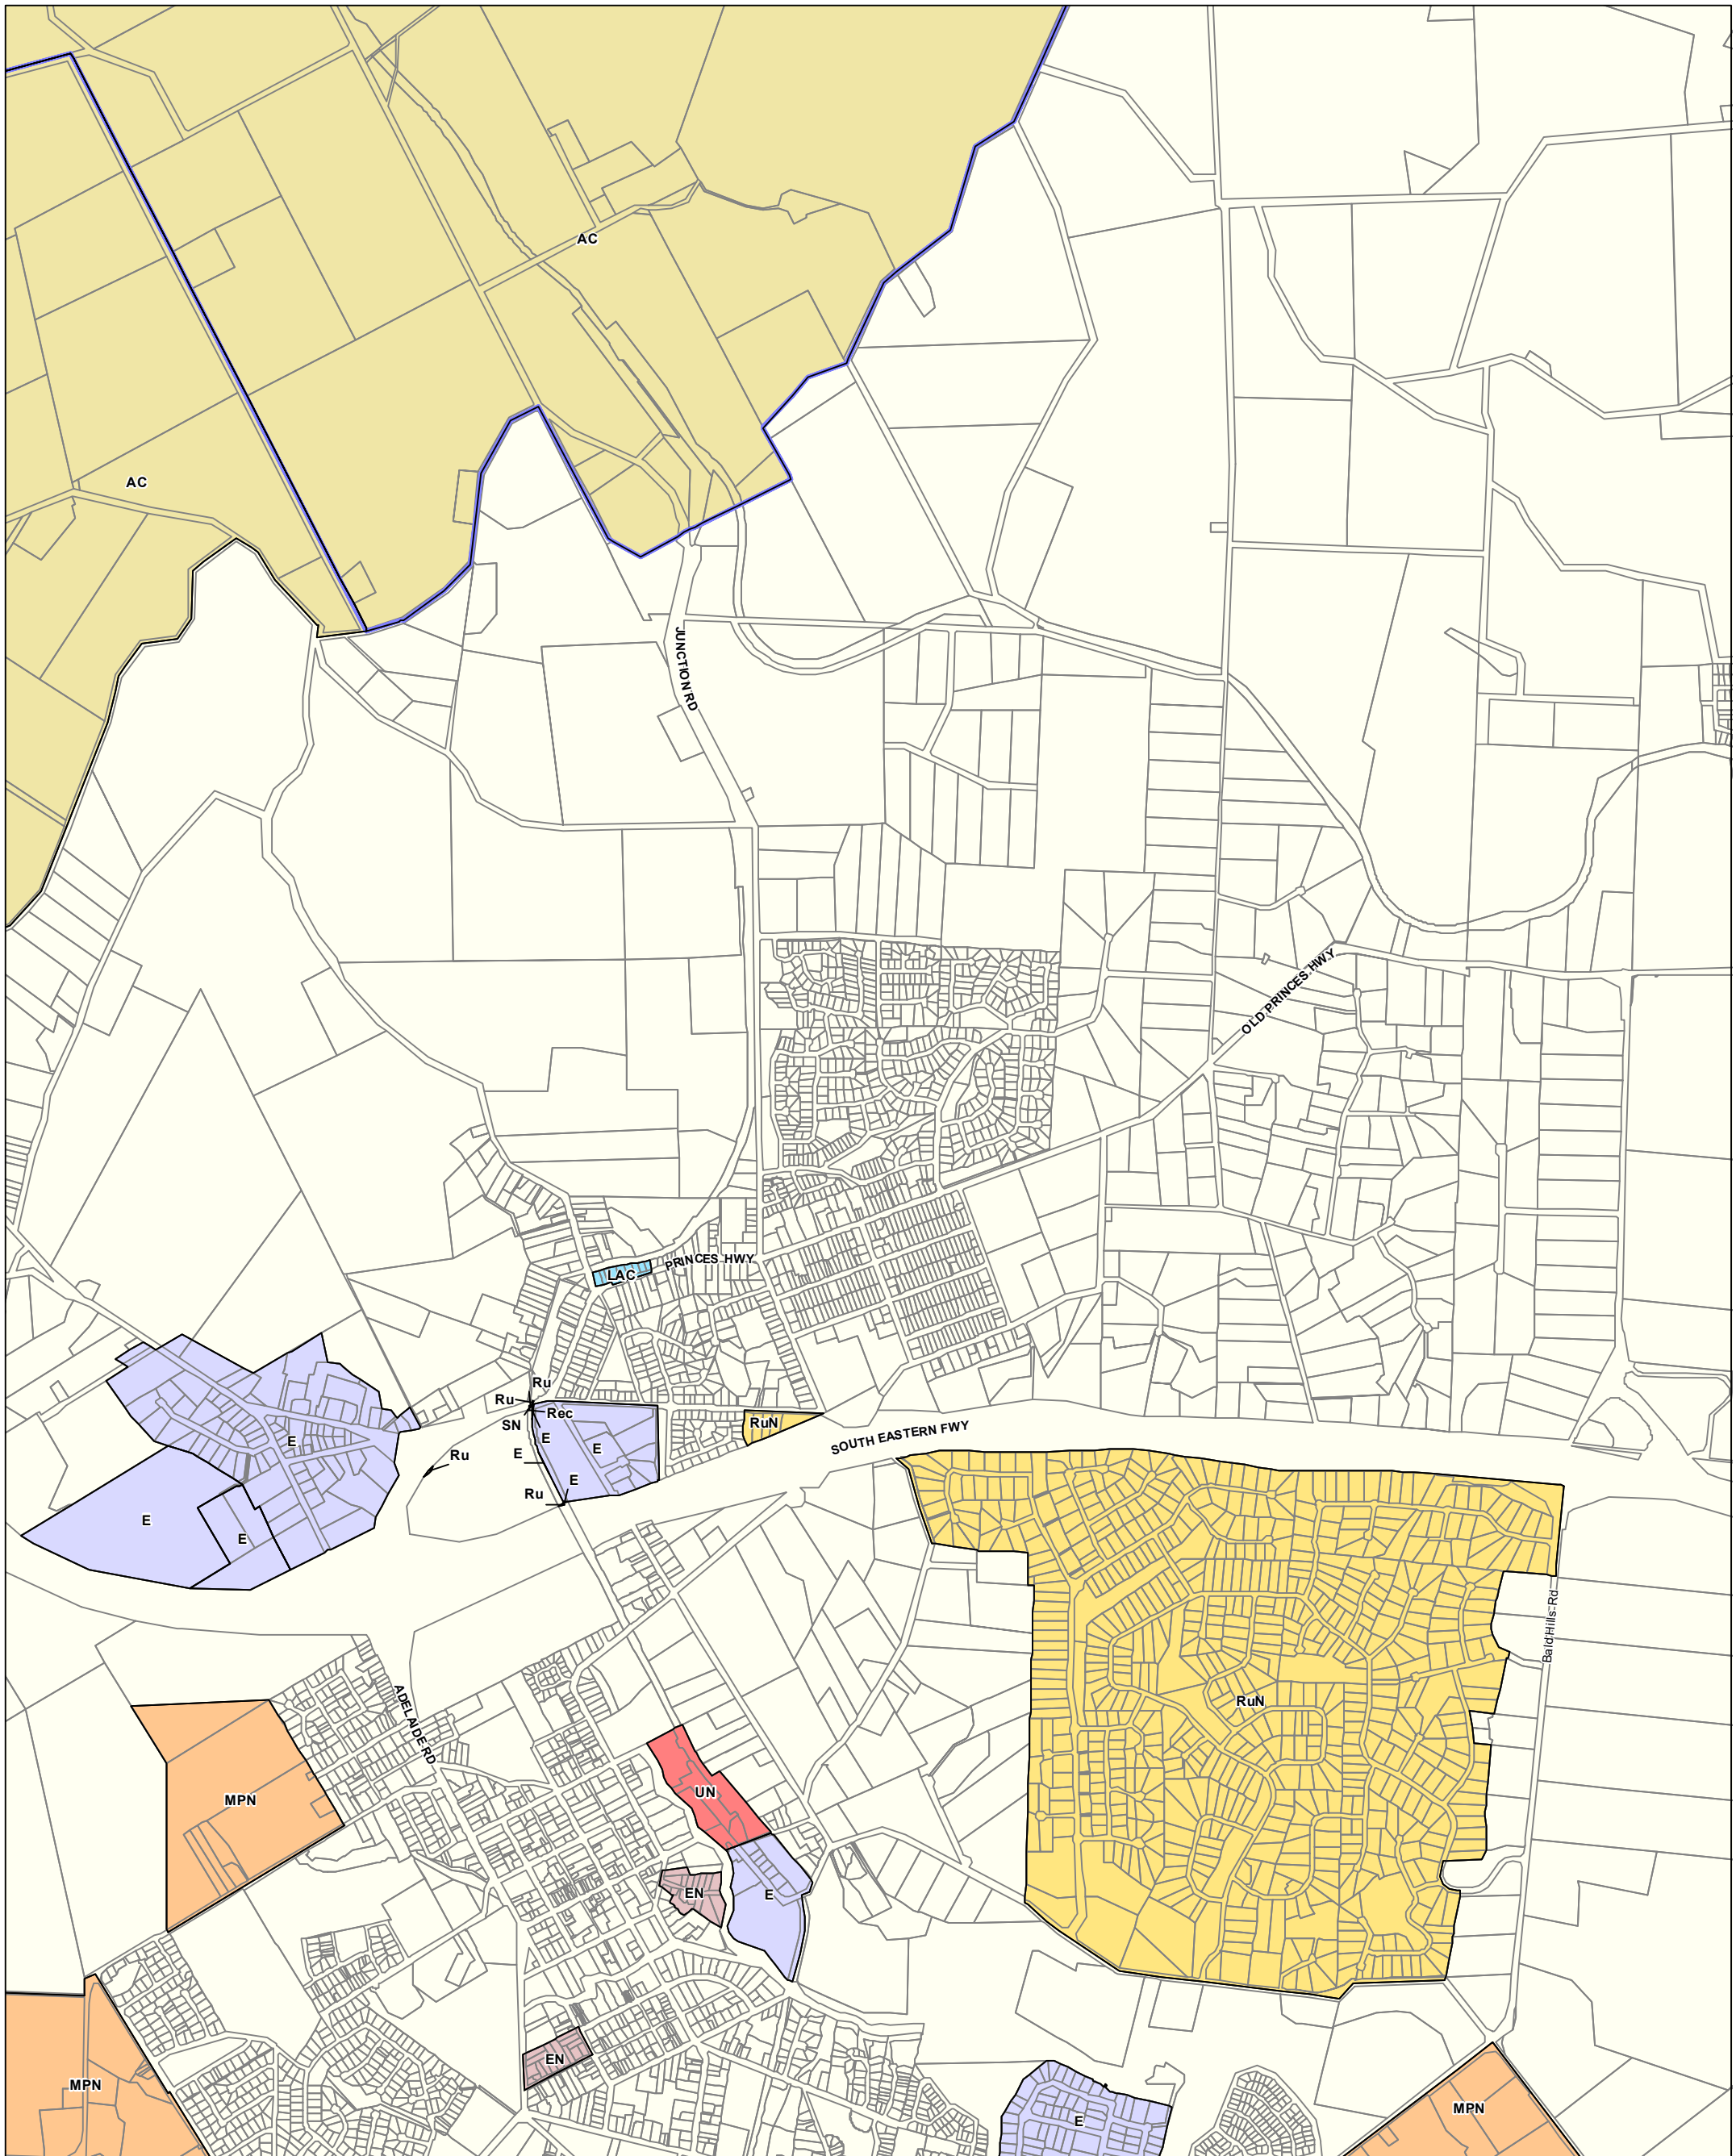 AC
AC
JUNCTION RD
OLD PRINCES HWY
PRINCES HWY
LAC
Ru
Ru
Rec
SN
RuN
SOUTH EASTERN FWY
E
E
E
E
Ru
E
E
Ru
E
E
Bald Hills Rd
ADELAIDE RD
RuN
UN
MPN
EN
E
EN
MPN
MPN
E